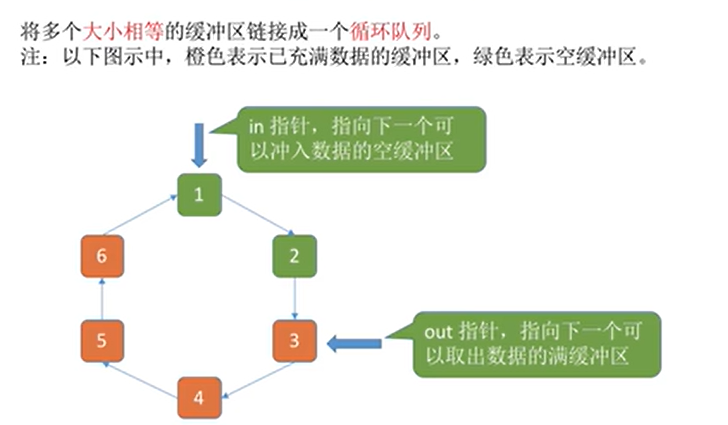 将多个大小相等的缓冲区链接成一个循环队列。
注：以下图示中，橙色表示已充满数据的缓冲区，绿色表示空缓冲区。
in 指针，指向下一个可
以冲入数据的空缓冲区
1
6
2
5
3
out 指针，指向下一个可
以取出数据的满缓冲区
4